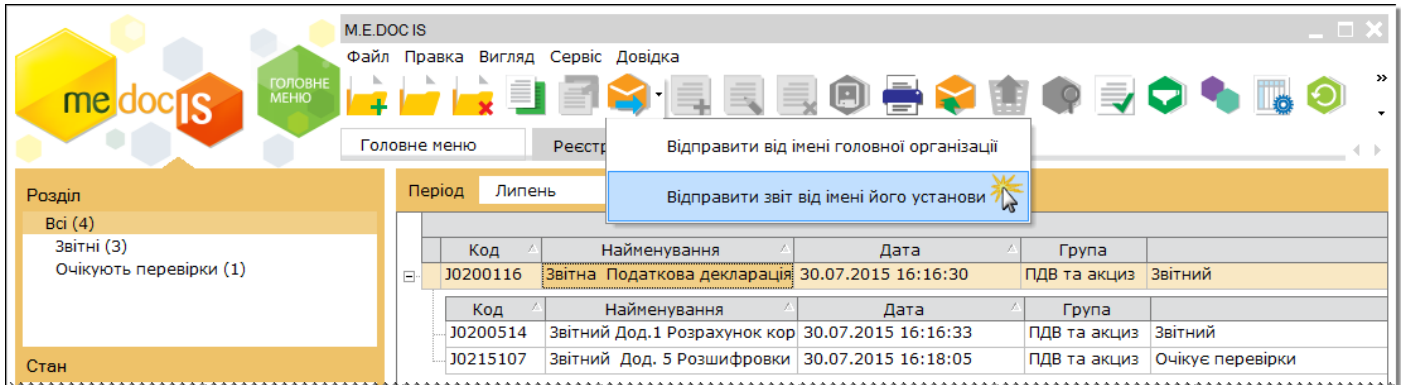 M.E.DOC IS
Файл Правка Вигляд Сервіс Довідка
me doc IS
ГОЛОВНЕ МЕНЮ
Головне меню Реєстр
Відправити від імені головної організації
Відправити звіт від імені його установи
Розділ
Всі (4)
Звітні (3)
Очікують перевірки (1)
Стан
Період Липень
Код Найменування Дата Група
J0200116 Звітна Податкова декларація 30.07.2015 16:16:30 ПДВ та акциз Звітний
Код Найменування Дата Група
J0200514 Звітний Дод.1 Розрахунок кор 30.07.2015 16:16:33 ПДВ та акциз Звітний
J0215107 Звітний Дод. 5 Розшифровки 30.07.2015 16:18:05 ПДВ та акциз Очікує перевірки